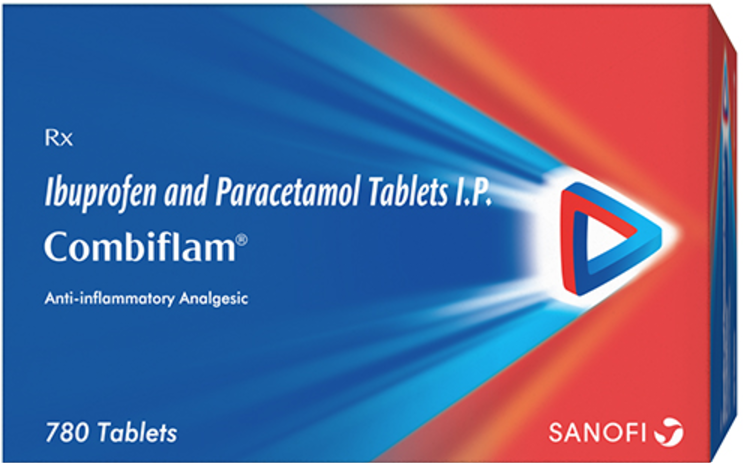 Rx
Ibuprofen and Paracetamol Tablets I.P.
Combiflam®
Anti-inflammatory Analgesic
780 Tablets
SANOFI